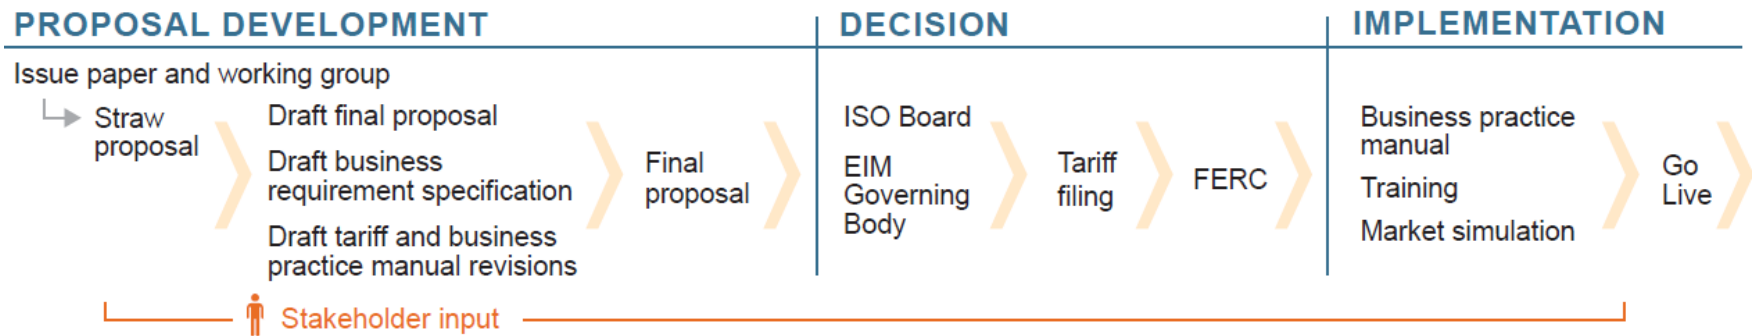 PROPOSAL DEVELOPMENT
Issue paper and working group
Straw
proposal
Draft final proposal
Draft business
requirement specification
Draft tariff and business
practice manual revisions
Final
proposal
DECISION
ISO Board
EIM
Governing
Body
Tariff
filing
FERC
IMPLEMENTATION
Business practice
manual
Training
Market simulation
Go
Live
Stakeholder input